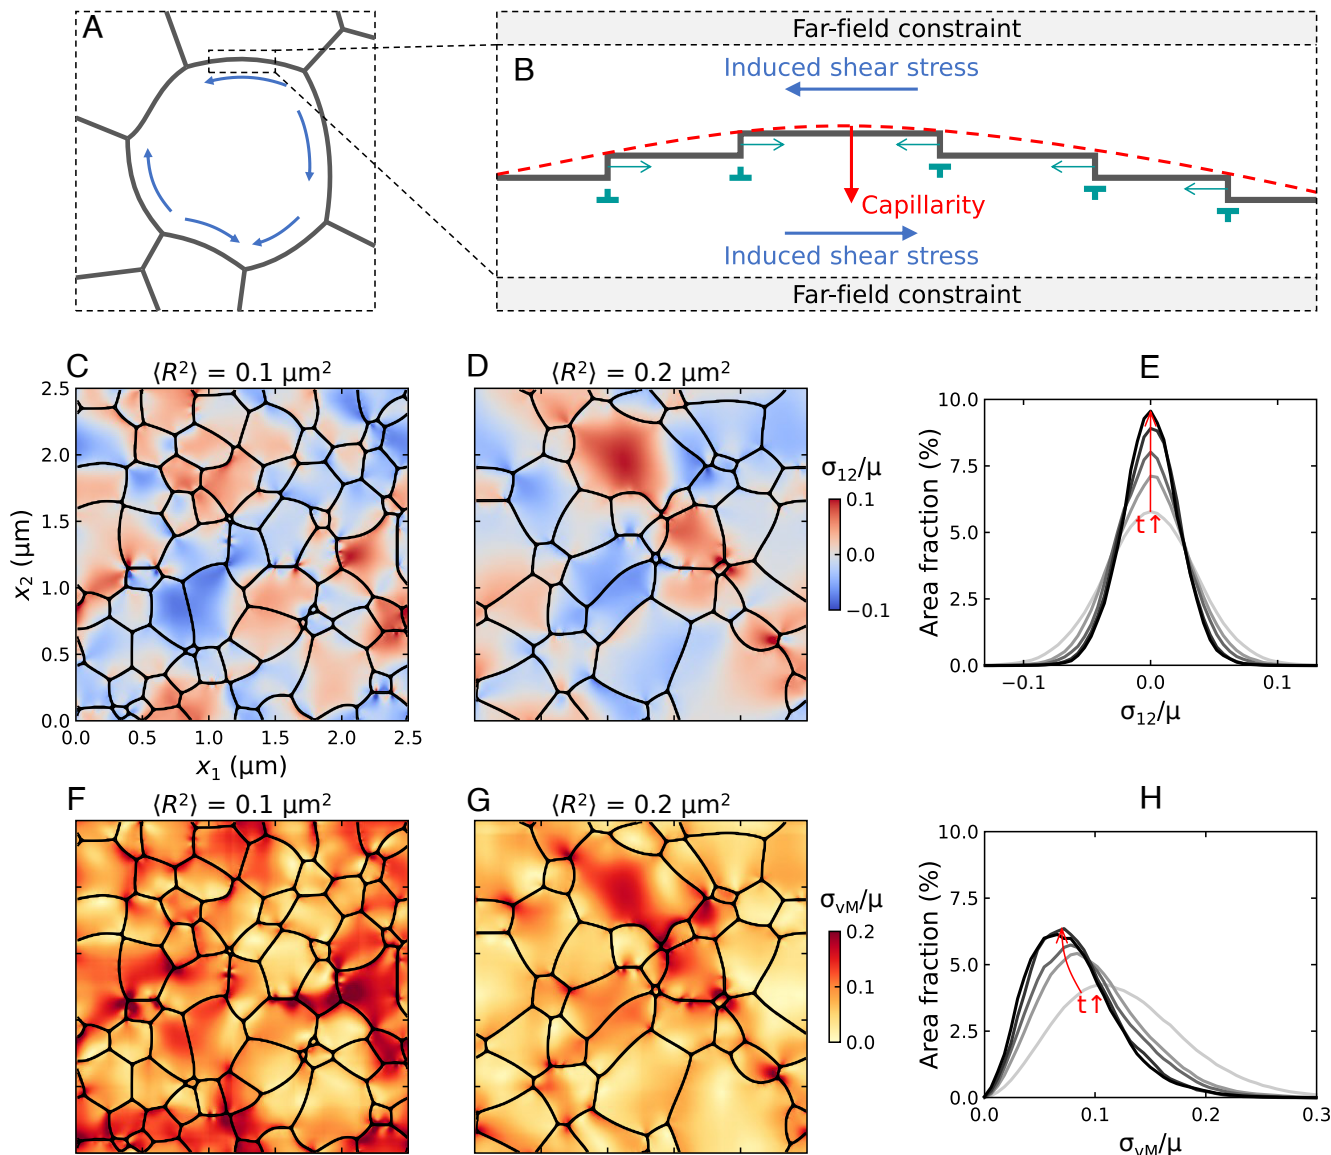 A
Far-field constraint
B
Induced shear stress
Capillarity
Induced shear stress
Far-field constraint
C
⟨R²⟩ = 0.1 μm²
2.5
2.0
1.5
1.0
0.5
0.0
x₂ (μm)
0.0 0.5 1.0 1.5 2.0 2.5
x₁ (μm)
D
⟨R²⟩ = 0.2 μm²
σ₁₂/μ
0.1
0.0
−0.1
E
10.0
7.5
5.0
2.5
0.0
Area fraction (%)
t↑
−0.1 0.0 0.1
σ₁₂/μ
F
⟨R²⟩ = 0.1 μm²
G
⟨R²⟩ = 0.2 μm²
σᵥM/μ
0.2
0.1
0.0
H
10.0
7.5
5.0
2.5
0.0
Area fraction (%)
t↑
0.0 0.1 0.2 0.3
σᵥM/μ